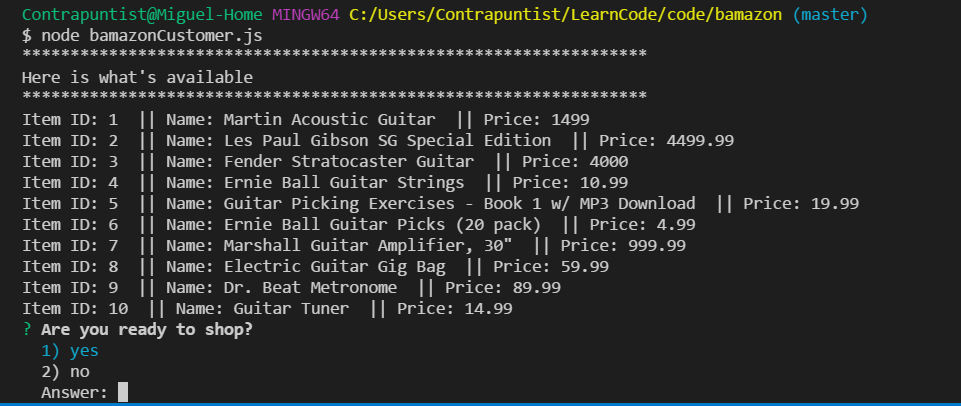 Contrapuntist@Miguel-Home MINGW64 C:/Users/Contrapuntist/LearnCode/code/bamazon (master)
$ node bamazonCustomer.js
*****************************************************************
Here is what's available
*****************************************************************
Item ID: 1  || Name: Martin Acoustic Guitar  || Price: 1499
Item ID: 2  || Name: Les Paul Gibson SG Special Edition  || Price: 4499.99
Item ID: 3  || Name: Fender Stratocaster Guitar  || Price: 4000
Item ID: 4  || Name: Ernie Ball Guitar Strings  || Price: 10.99
Item ID: 5  || Name: Guitar Picking Exercises - Book 1 w/ MP3 Download  || Price: 19.99
Item ID: 6  || Name: Ernie Ball Guitar Picks (20 pack)  || Price: 4.99
Item ID: 7  || Name: Marshall Guitar Amplifier, 30"  || Price: 999.99
Item ID: 8  || Name: Electric Guitar Gig Bag  || Price: 59.99
Item ID: 9  || Name: Dr. Beat Metronome  || Price: 89.99
Item ID: 10  || Name: Guitar Tuner  || Price: 14.99
? Are you ready to shop?
  1) yes
  2) no
  Answer: